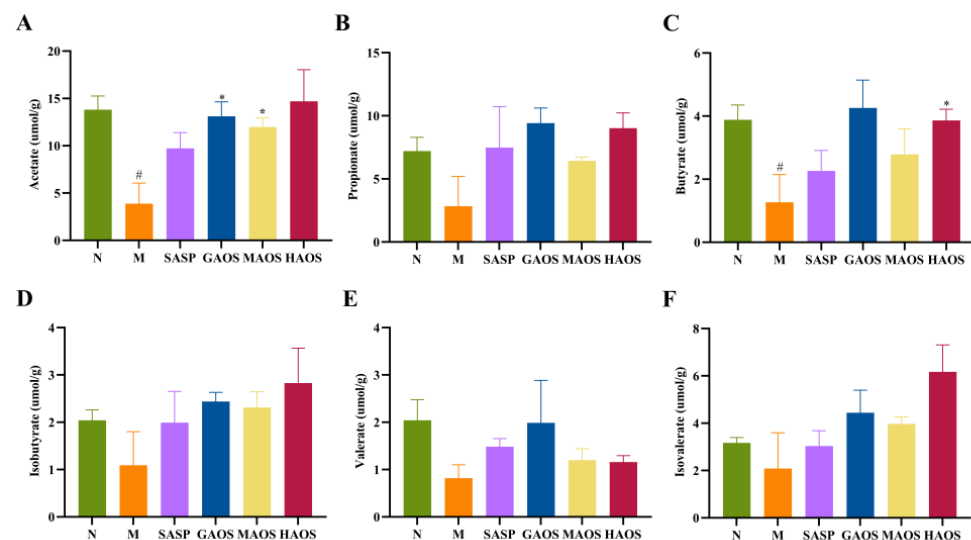 A
Acetate (umol/g)
20
15
10
5
0
#
*
*
N M SASP GAOS MAOS HAOS
B
Propionate (umol/g)
15
10
5
0
N M SASP GAOS MAOS HAOS
C
Butyrate (umol/g)
6
4
2
0
#
*
N M SASP GAOS MAOS HAOS
D
Isobutyrate (umol/g)
4
3
2
1
0
N M SASP GAOS MAOS HAOS
E
Valerate (umol/g)
4
3
2
1
0
N M SASP GAOS MAOS HAOS
F
Isovalerate (umol/g)
8
6
4
2
0
N M SASP GAOS MAOS HAOS